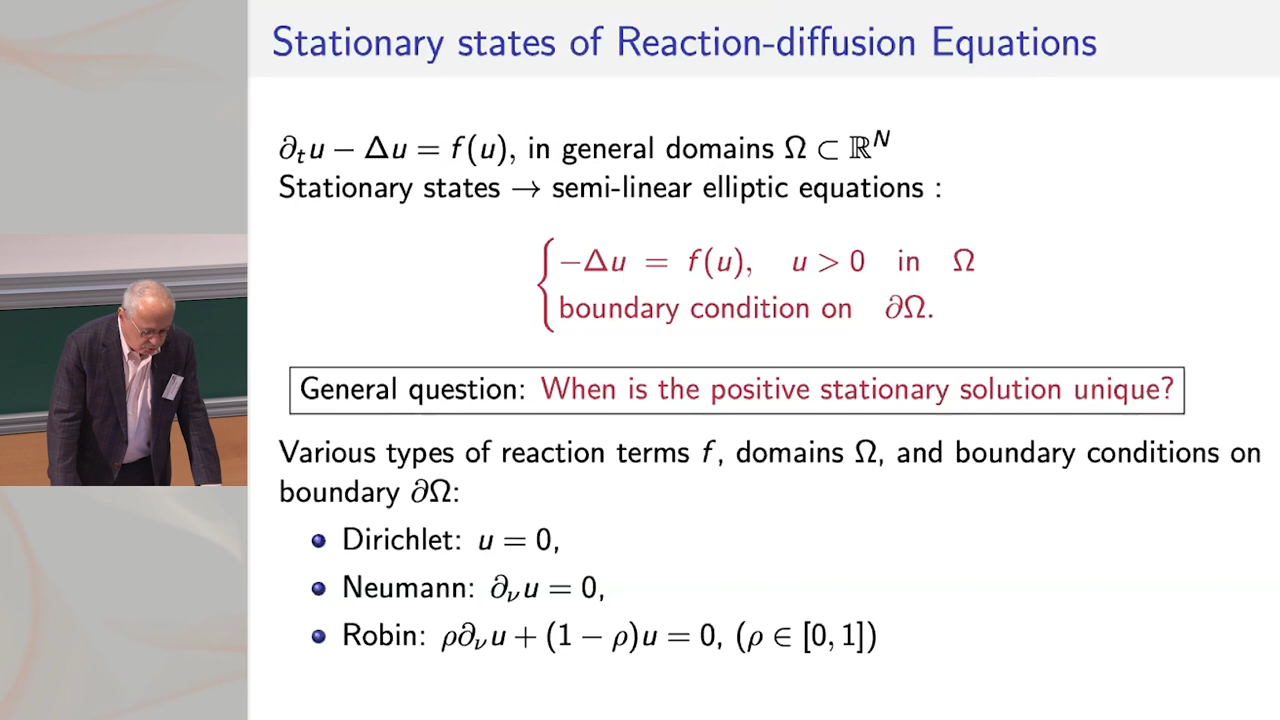 Stationary states of Reaction-diffusion Equations
∂ₜu − Δu = f(u), in general domains Ω ⊂ ℝᴺ
Stationary states → semi-linear elliptic equations :
−Δu = f(u), u > 0 in Ω
boundary condition on ∂Ω.
General question: When is the positive stationary solution unique?
Various types of reaction terms f, domains Ω, and boundary conditions on
boundary ∂Ω:
• Dirichlet: u = 0,
• Neumann: ∂_ν u = 0,
• Robin: ρ∂_ν u + (1 − ρ)u = 0, (ρ ∈ [0, 1])